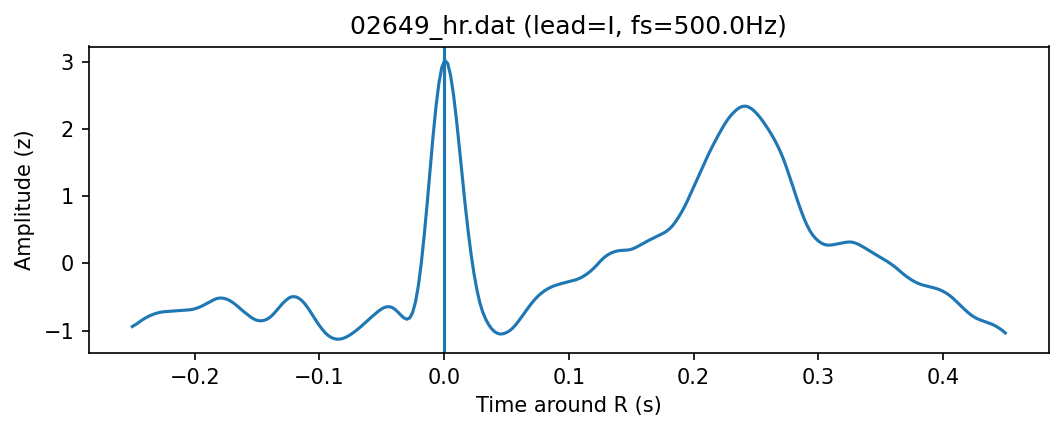 02649_hr.dat (lead=I, fs=500.0Hz)
Amplitude (z)
3
2
1
0
−1
−0.2 −0.1 0.0 0.1 0.2 0.3 0.4
Time around R (s)